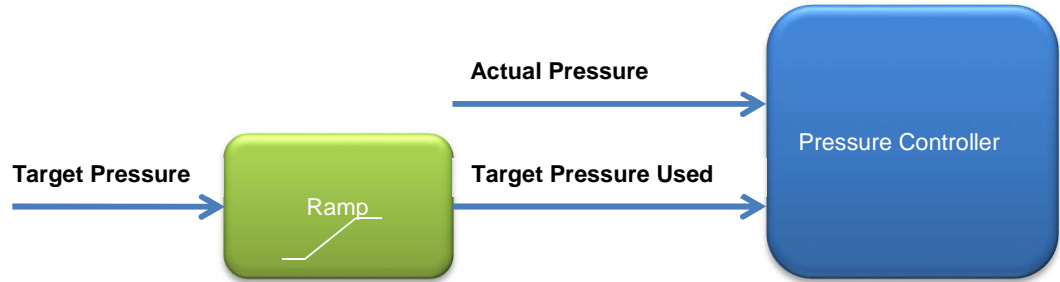 Actual Pressure
Pressure Controller
Target Pressure
Target Pressure Used
Ramp